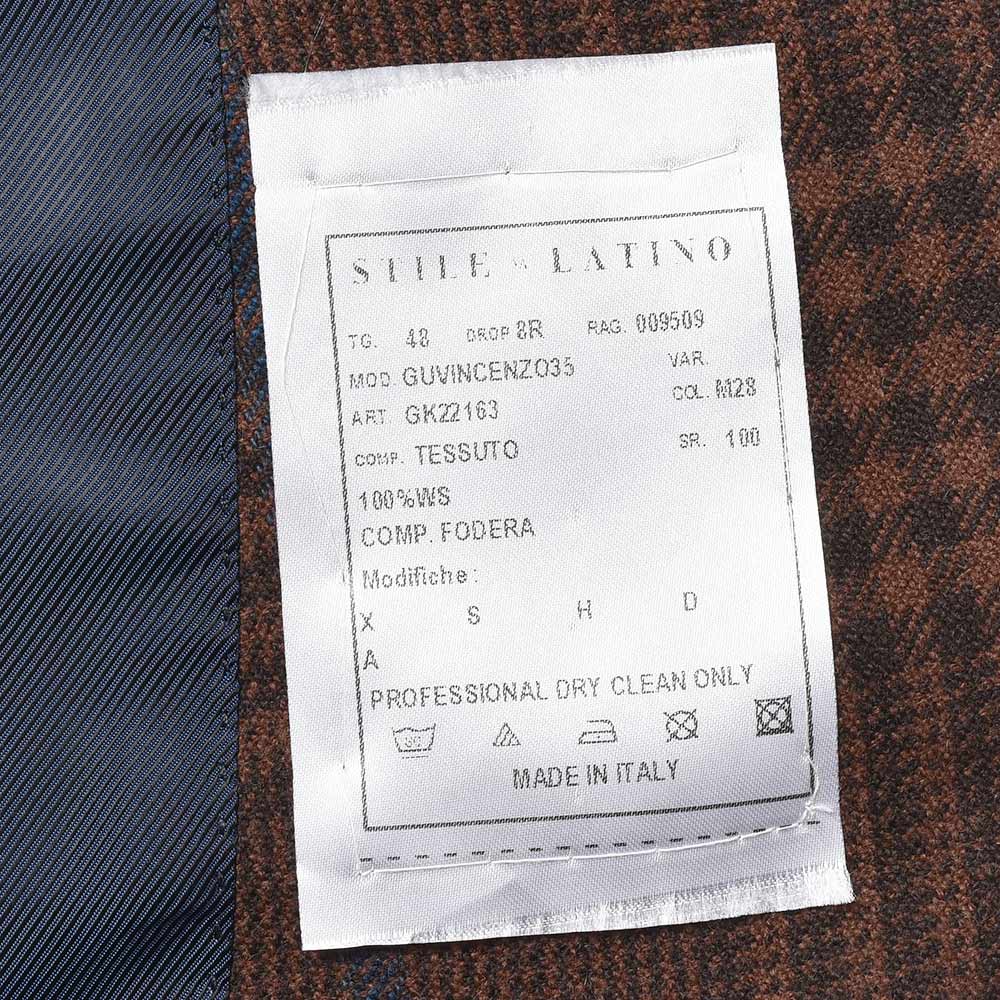 STILE LATINO
TG. 48 DROP 8R RAG. 009509
MOD. GUVINCENZO35 VAR.
ART. GK22163 COL. M28
COMP. TESSUTO SR. 100
100%WS
COMP. FODERA
Modifiche:
X S H D
A
PROFESSIONAL DRY CLEAN ONLY
MADE IN ITALY